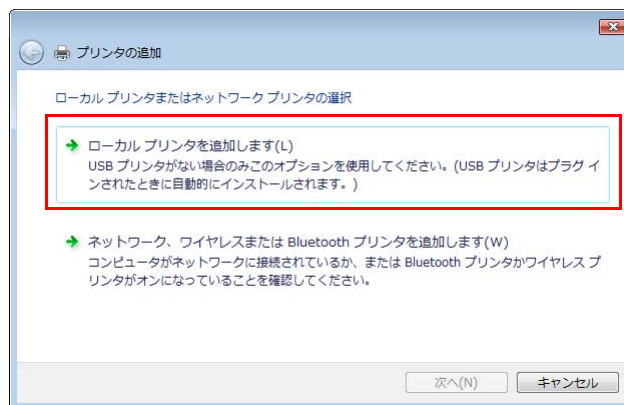 プリンタの追加
ローカル プリンタまたはネットワーク プリンタの選択
ローカル プリンタを追加します(L)
USB プリンタがない場合のみこのオプションを使用してください。(USB プリンタはプラグ イ
ンされたときに自動的にインストールされます。)
ネットワーク、ワイヤレスまたは Bluetooth プリンタを追加します(W)
コンピュータがネットワークに接続されているか、または Bluetooth プリンタかワイヤレス プ
リンタがオンになっていることを確認してください。
次へ(N) キャンセル